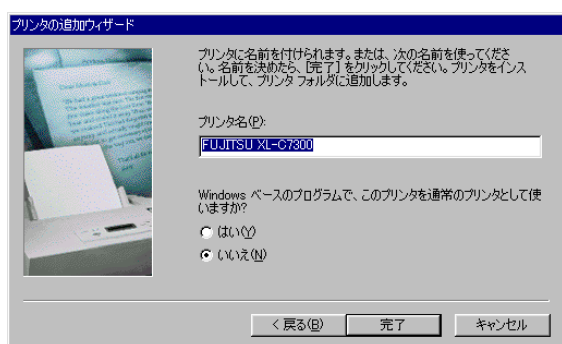 プリンタの追加ウィザード
プリンタに名前を付けられます。または、次の名前を使ってくださ
い。名前を決めたら、[完了] をクリックしてください。プリンタをインス
トールして、プリンタ フォルダに追加します。
プリンタ名(P):
FUJITSU XL-C7300
Windows ベースのプログラムで、このプリンタを通常のプリンタとして使
いますか?
はい(Y)
いいえ(N)
< 戻る(B)
完了
キャンセル